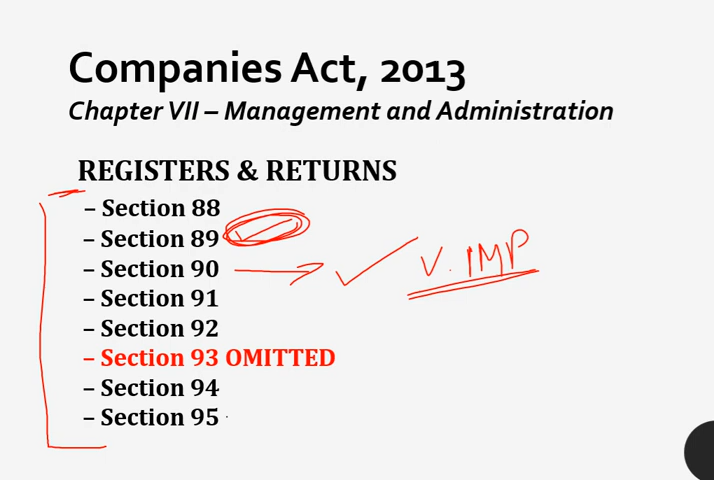 Companies Act, 2013
Chapter VII – Management and Administration
REGISTERS & RETURNS
– Section 88
– Section 89
– Section 90 V. IMP
– Section 91
– Section 92
– Section 93 OMITTED
– Section 94
– Section 95